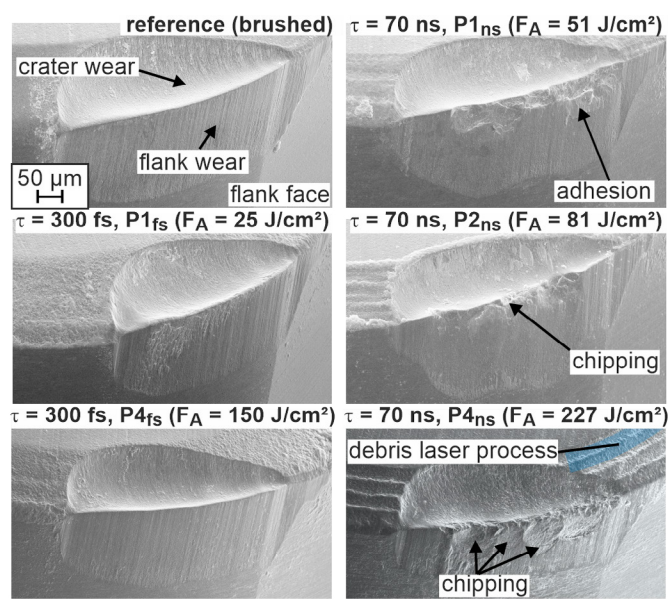 reference (brushed)
crater wear
flank wear
50 µm
flank face
τ = 70 ns, P1ns (FA = 51 J/cm²)
adhesion
τ = 300 fs, P1fs (FA = 25 J/cm²)
τ = 70 ns, P2ns (FA = 81 J/cm²)
chipping
τ = 300 fs, P4fs (FA = 150 J/cm²)
τ = 70 ns, P4ns (FA = 227 J/cm²)
debris laser process
chipping